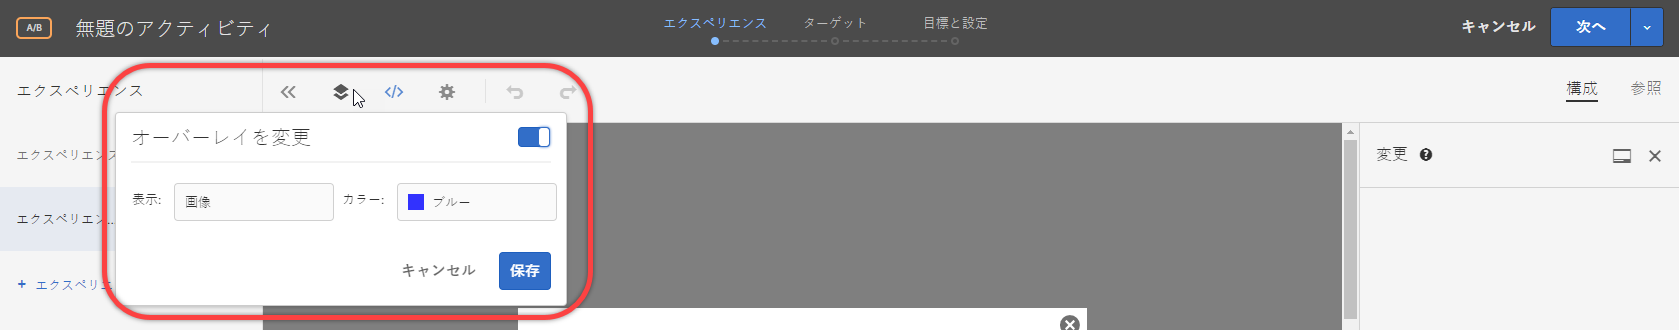 A/B
無題のアクティビティ
エクスペリエンス
ターゲット
目標と設定
キャンセル
次へ
エクスペリエンス
構成
参照
オーバーレイを変更
エクスペリエンス
表示:
画像
カラー:
ブルー
変更
エクスペリエン...
キャンセル
保存
+ エクスペリエ